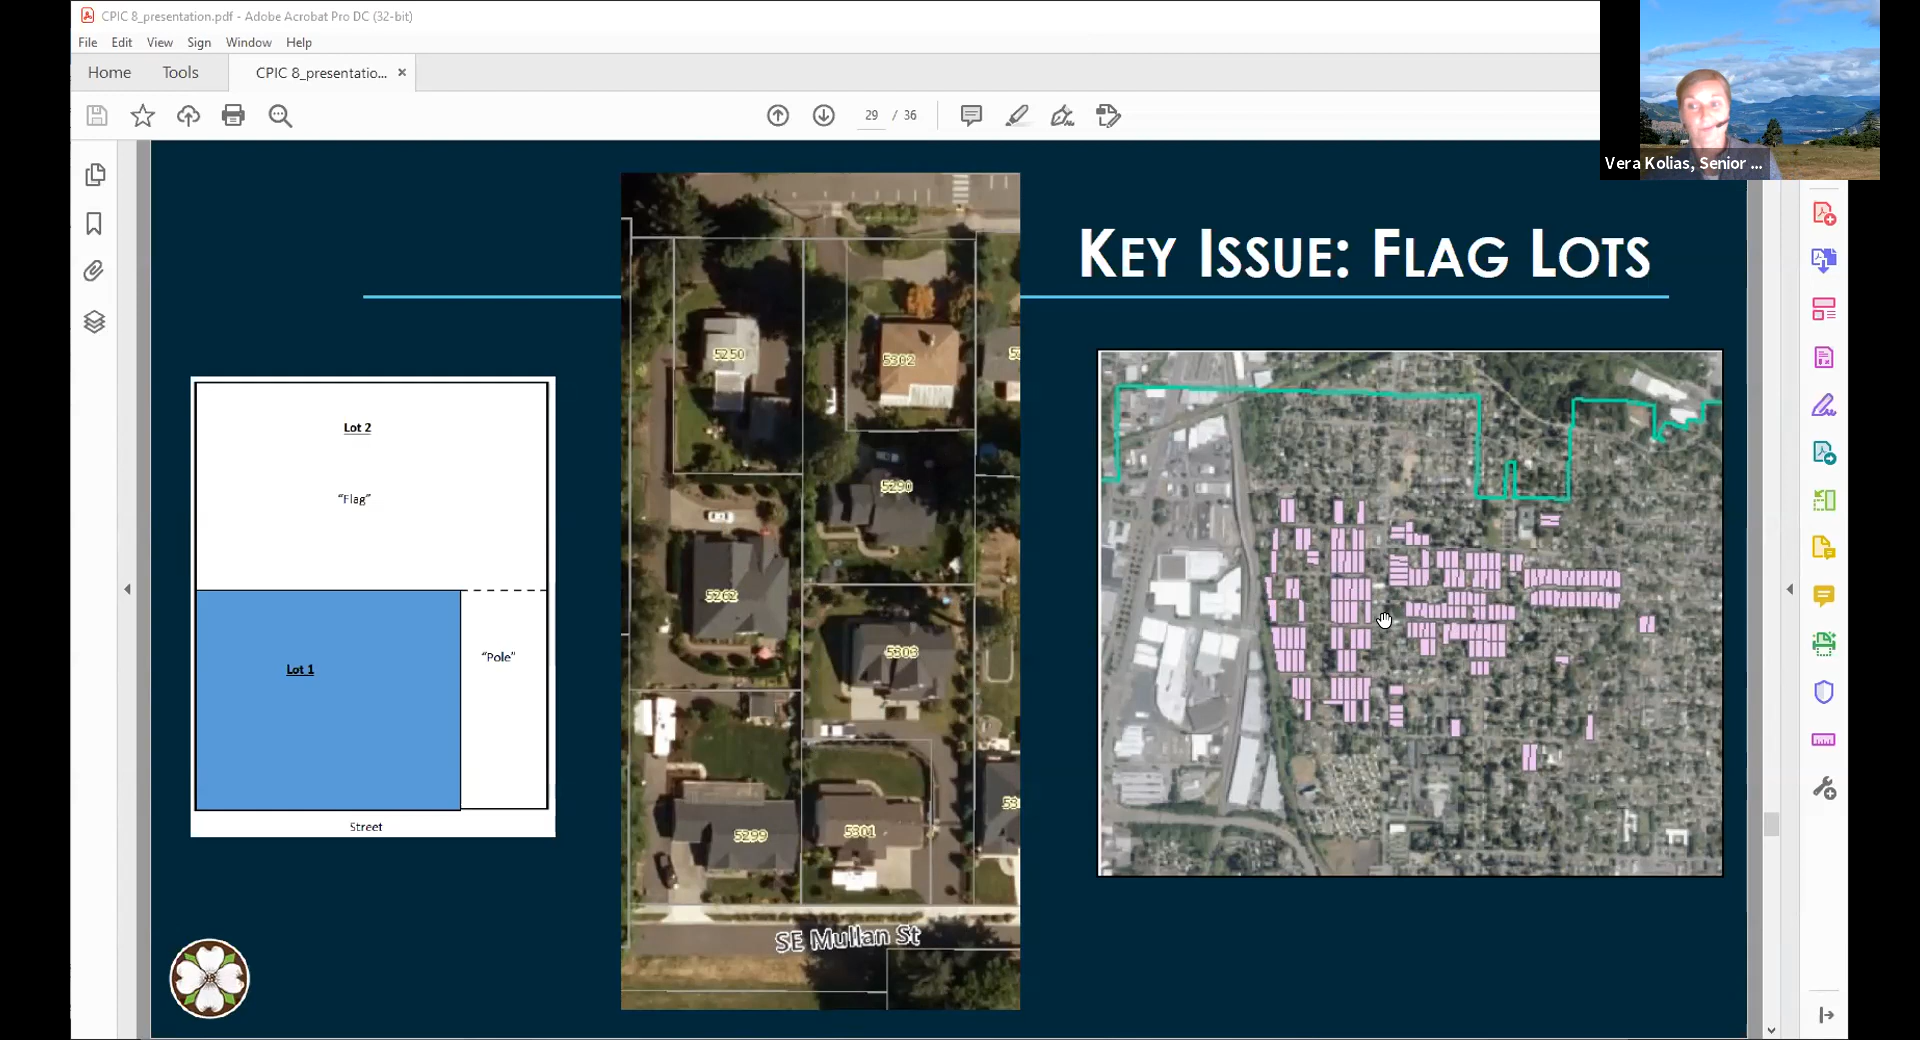 CPIC 8_presentation.pdf - Adobe Acrobat Pro DC (32-bit)
File Edit View Sign Window Help
Home Tools CPIC 8_presentatio... ×
29 / 36
Vera Kolias, Senior ...
KEY ISSUE: FLAG LOTS
Lot 2
“Flag”
Lot 1
“Pole”
Street
5250
5302
5290
5262
5303
5299
5301
SE Mullan St